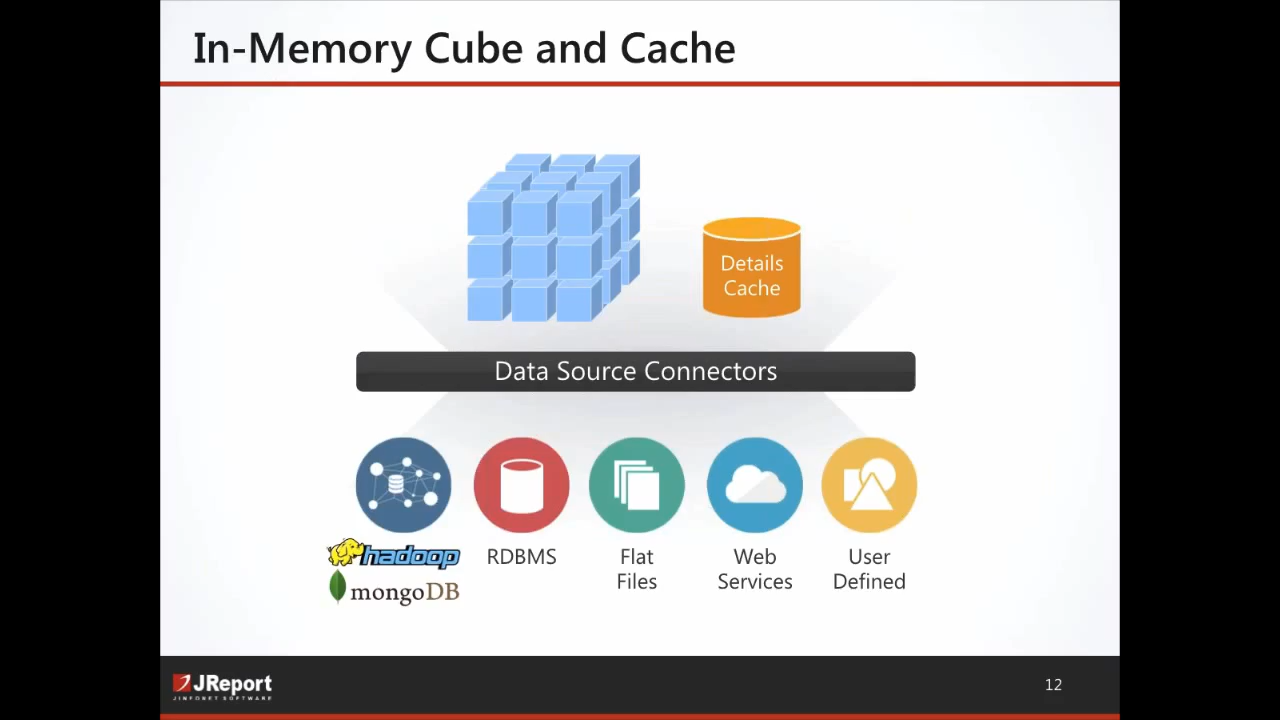 In-Memory Cube and Cache
Details
Cache
Data Source Connectors
hadoop
mongoDB
RDBMS
Flat
Files
Web
Services
User
Defined
JReport
JINFONET SOFTWARE
12